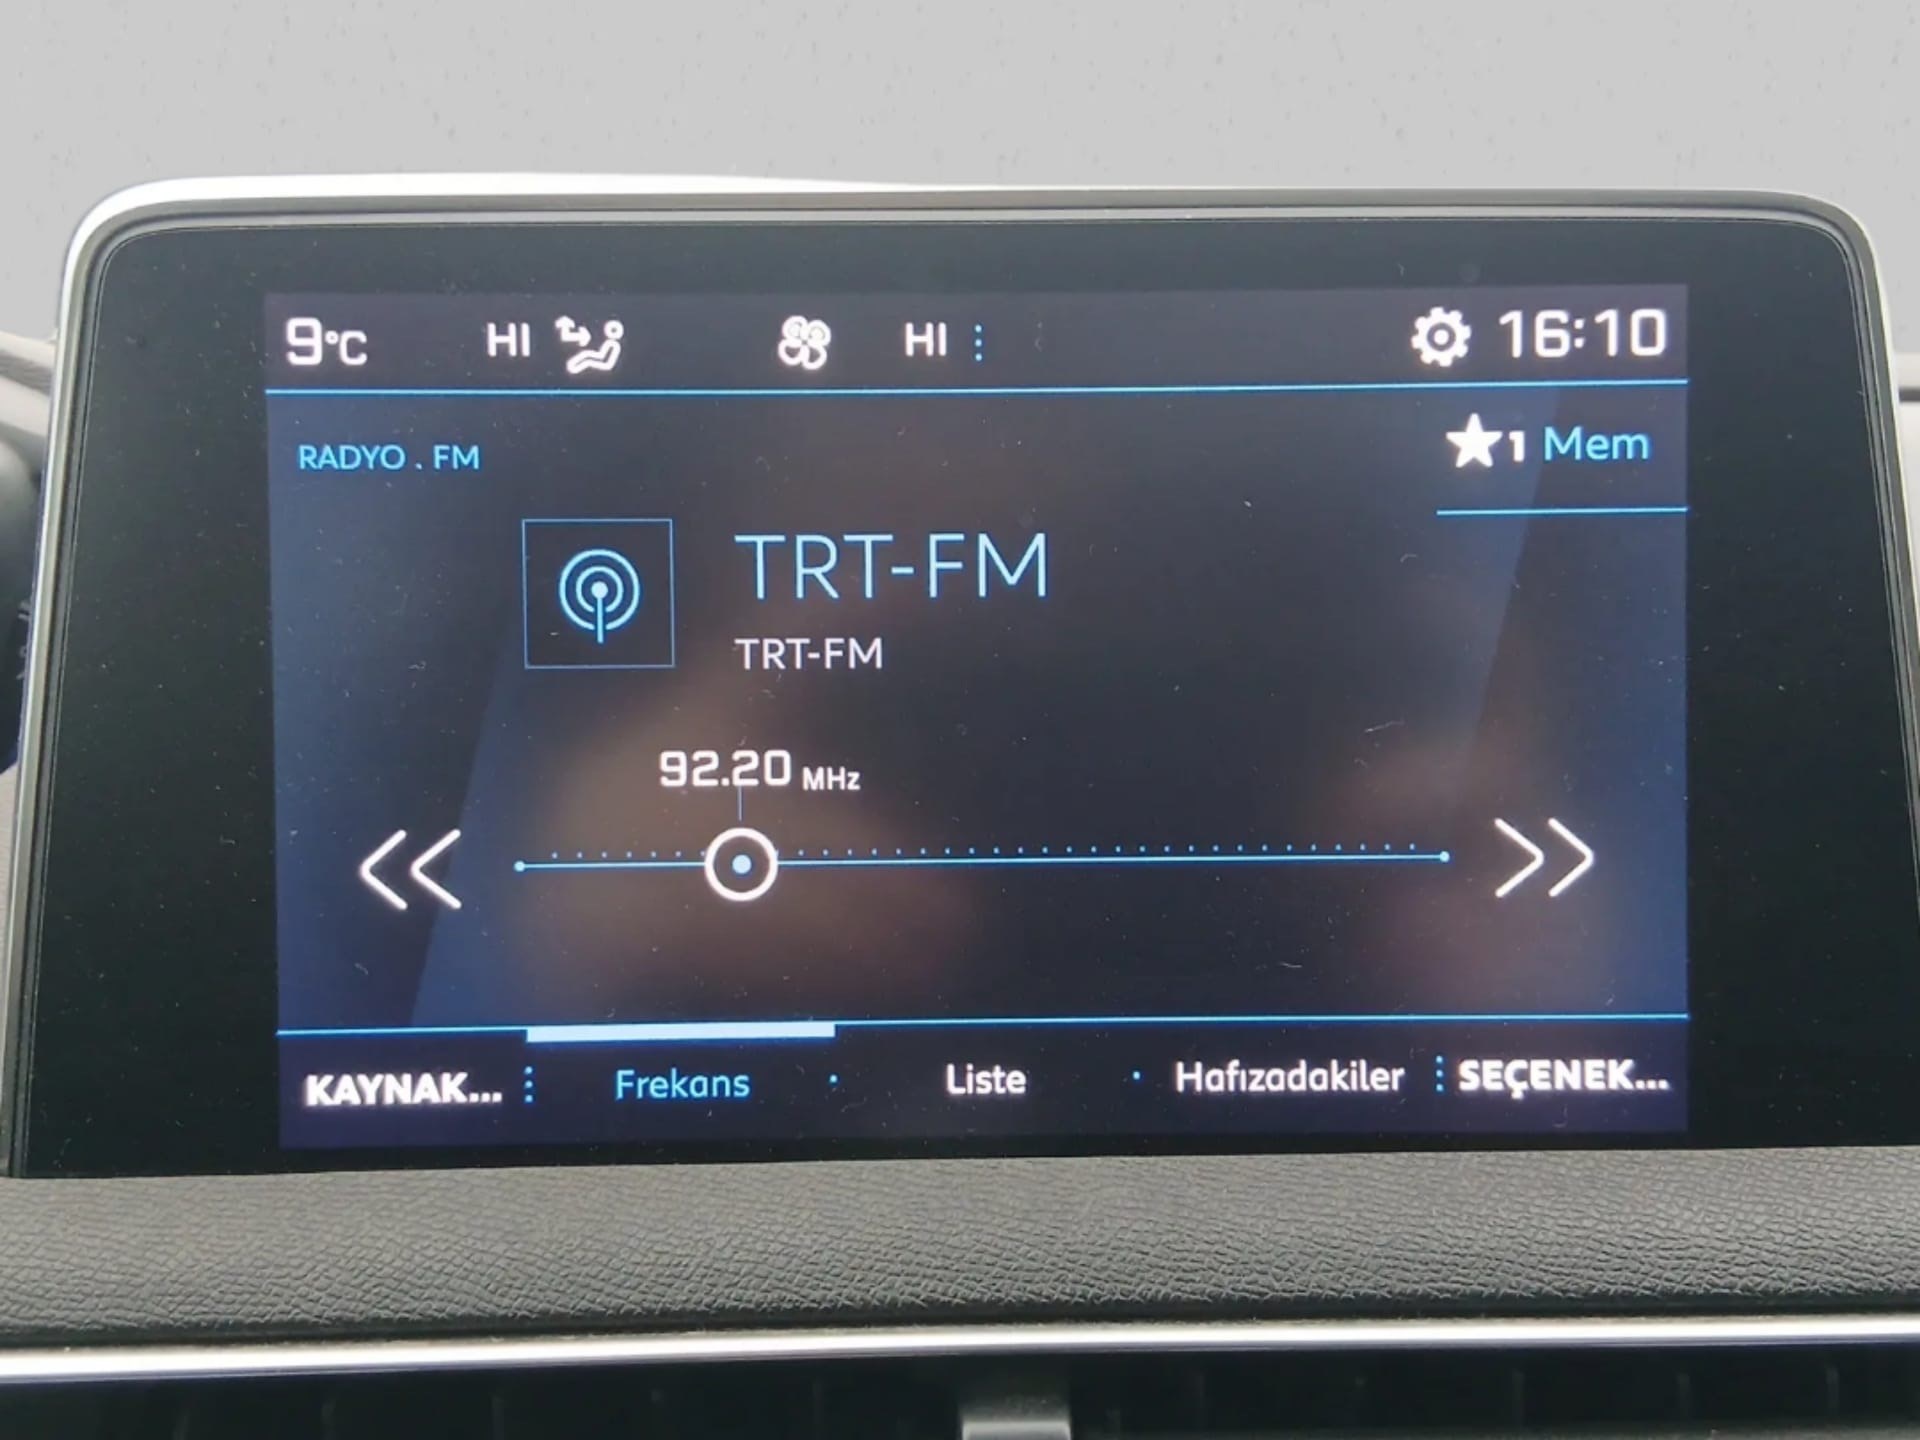 9°C HI HI 16:10
RADYO . FM
1 Mem
TRT-FM
TRT-FM
92.20 MHz
KAYNAK... Frekans Liste Hafızadakiler SEÇENEK...